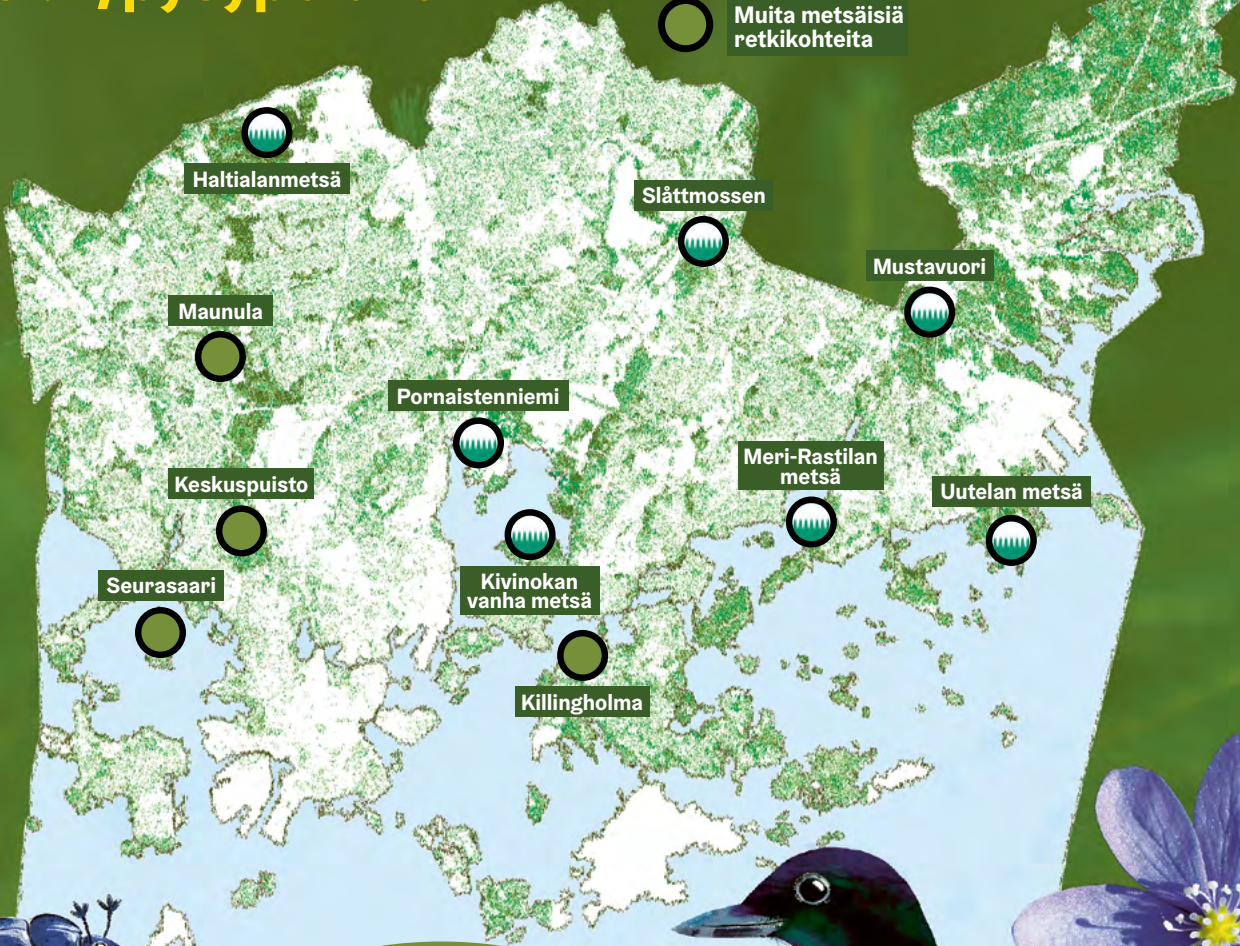 Muita metsäisiä
retkikohteita
Haltialanmetsä
Slåttmossen
Mustavuori
Maunula
Pornaistenniemi
Meri-Rastilan
metsä
Keskuspuisto
Uutelan metsä
Seurasaari
Kivinokan
vanha metsä
Killingholma